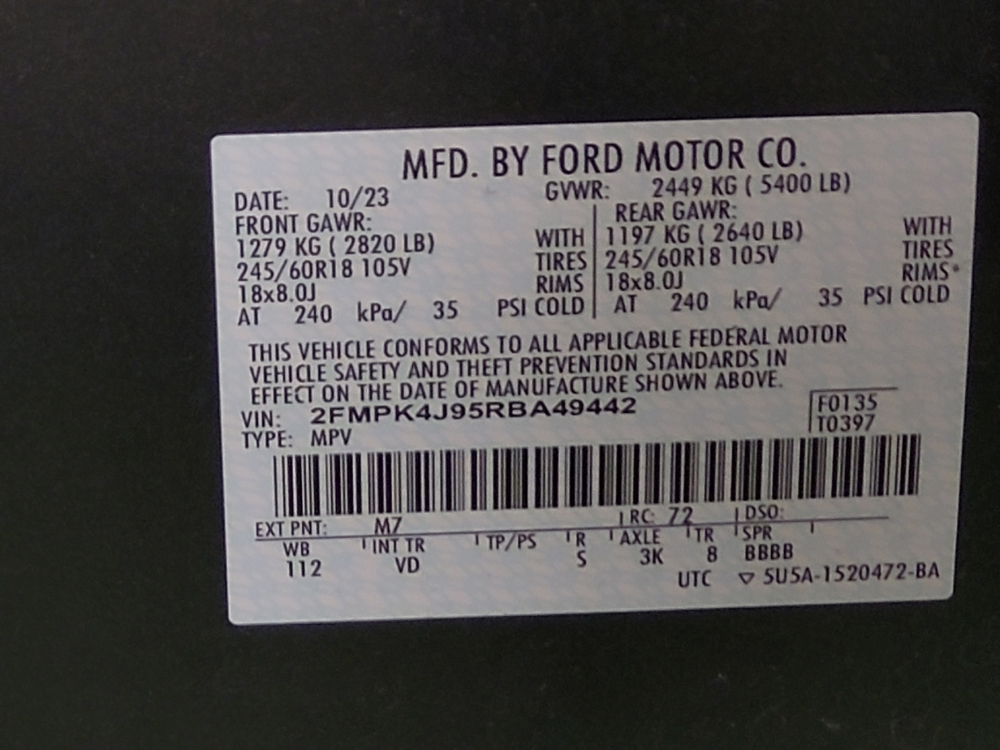 MFD. BY FORD MOTOR CO.
DATE: 10/23 GVWR: 2449 KG ( 5400 LB)
FRONT GAWR: REAR GAWR:
1279 KG ( 2820 LB) WITH 1197 KG ( 2640 LB) WITH
245/60R18 105V TIRES 245/60R18 105V TIRES
18x8.0J RIMS 18x8.0J RIMS
AT 240 kPa/ 35 PSI COLD AT 240 kPa/ 35 PSI COLD
THIS VEHICLE CONFORMS TO ALL APPLICABLE FEDERAL MOTOR
VEHICLE SAFETY AND THEFT PREVENTION STANDARDS IN
EFFECT ON THE DATE OF MANUFACTURE SHOWN ABOVE.
VIN: 2FMPK4J95RBA49442 F0135
TYPE: MPV T0397
EXT PNT: M7 RC: 72 DSO:
WB INT TR TP/PS R AXLE TR SPR
112 VD S 3K 8 BBBB
UTC ▽ 5U5A-1520472-BA